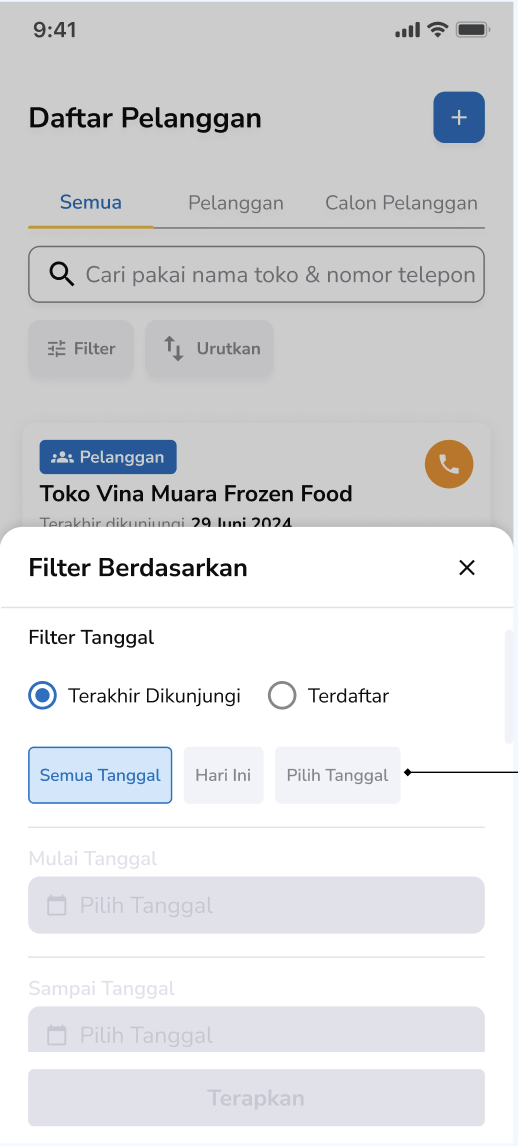 9:41
Daftar Pelanggan
+
Semua Pelanggan Calon Pelanggan
Cari pakai nama toko & nomor telepon
Filter Urutkan
Pelanggan
Toko Vina Muara Frozen Food
Terakhir dikunjungi 29 Juni 2024
Filter Berdasarkan
Filter Tanggal
Terakhir Dikunjungi Terdaftar
Semua Tanggal Hari Ini Pilih Tanggal
Mulai Tanggal
Pilih Tanggal
Sampai Tanggal
Pilih Tanggal
Terapkan